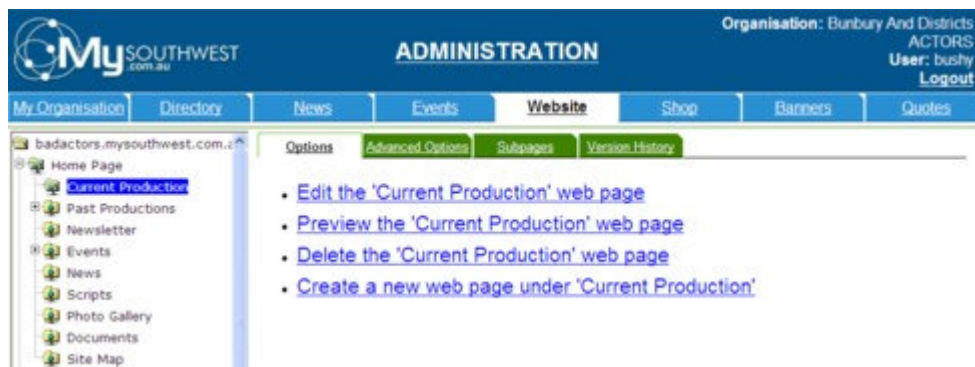 My SOUTHWEST
.com.au
ADMINISTRATION
Organisation: Bunbury And Districts
ACTORS
User: bushy
Logout
My Organisation Directory News Events Website Shop Banners Quotes
badactors.mysouthwest.com.a
Home Page
Current Production
Past Productions
Newsletter
Events
News
Scripts
Photo Gallery
Documents
Site Map
Options Advanced Options Subpages Version History
• Edit the 'Current Production' web page
• Preview the 'Current Production' web page
• Delete the 'Current Production' web page
• Create a new web page under 'Current Production'